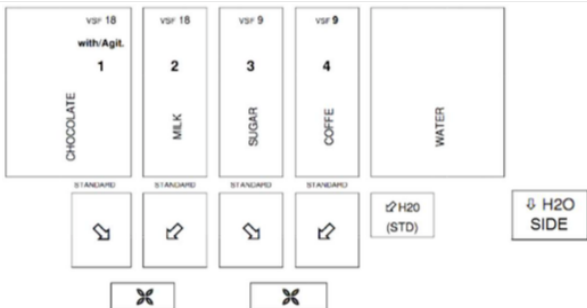 VSF 18
with/Agit.
1
CHOCOLATE
VSF 18
2
MILK
VSF 9
3
SUGAR
VSF 9
4
COFFE
WATER
STANDARD
STANDARD
STANDARD
STANDARD
H20
(STD)
H2O
SIDE